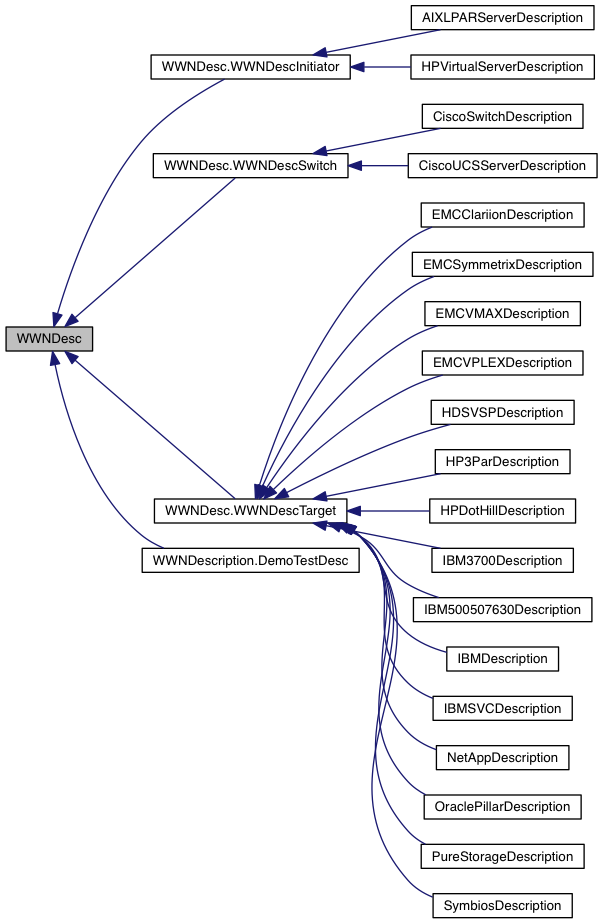 AIXLPARServerDescription
WWNDesc.WWNDescInitiator
HPVirtualServerDescription
CiscoSwitchDescription
WWNDesc.WWNDescSwitch
CiscoUCSServerDescription
EMCClariionDescription
EMCSymmetrixDescription
EMCVMAXDescription
WWNDesc
EMCVPLEXDescription
HDSVSPDescription
HP3ParDescription
WWNDesc.WWNDescTarget
HPDotHillDescription
WWNDescription.DemoTestDesc
IBM3700Description
IBM500507630Description
IBMDescription
IBMSVCDescription
NetAppDescription
OraclePillarDescription
PureStorageDescription
SymbiosDescription